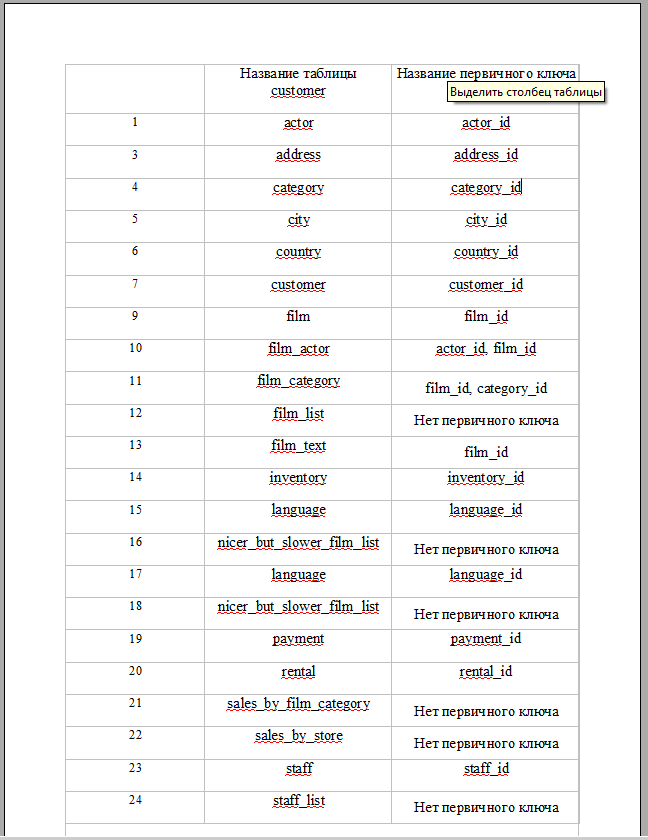 Название таблицы Название первичного ключа
customer
Выделить столбец таблицы
1 actor actor_id
3 address address_id
4 category category_id
5 city city_id
6 country country_id
7 customer customer_id
9 film film_id
10 film_actor actor_id, film_id
11 film_category film_id, category_id
12 film_list Нет первичного ключа
13 film_text film_id
14 inventory inventory_id
15 language language_id
16 nicer_but_slower_film_list Нет первичного ключа
17 language language_id
18 nicer_but_slower_film_list Нет первичного ключа
19 payment payment_id
20 rental rental_id
21 sales_by_film_category Нет первичного ключа
22 sales_by_store Нет первичного ключа
23 staff staff_id
24 staff_list Нет первичного ключа